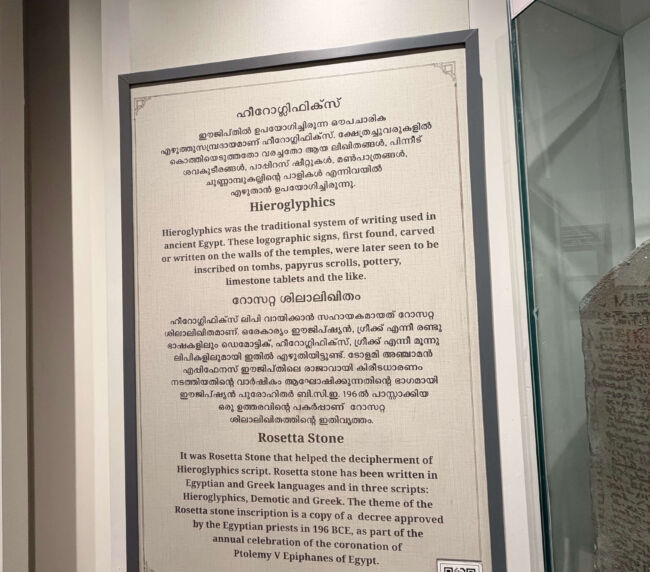 ഹീറോഗ്ലിഫിക്സ്
ഈജിപ്തിൽ ഉപയോഗിച്ചിരുന്ന ഔപചാരിക
എഴുത്തുസമ്പ്രദായമാണ് ഹീറോഗ്ലിഫിക്സ്. ക്ഷേത്രച്ചുവരുകളിൽ
കൊത്തിയെടുത്തതോ വരച്ചതോ ആയ ലിഖിതങ്ങൾ, പിന്നീട്
ശവകുടീരങ്ങൾ, പാപ്പിറസ് ഷീറ്റുകൾ, മൺപാത്രങ്ങൾ,
ചുണ്ണാമ്പുകല്ലിന്റെ പാളികൾ എന്നിവയിൽ
എഴുതാൻ ഉപയോഗിച്ചിരുന്നു.
Hieroglyphics
Hieroglyphics was the traditional system of writing used in
ancient Egypt. These logographic signs, first found, carved
or written on the walls of the temples, were later seen to be
inscribed on tombs, papyrus scrolls, pottery,
limestone tablets and the like.
റോസറ്റ ശിലാലിഖിതം
ഹീറോഗ്ലിഫിക്സ് ലിപി വായിക്കാൻ സഹായകമായത് റോസറ്റ
ശിലാലിഖിതമാണ്. ഒരേകാര്യം ഈജിപ്ഷ്യൻ, ഗ്രീക്ക് എന്നീ രണ്ടു
ഭാഷകളിലും ഡെമോട്ടിക്, ഹീറോഗ്ലിഫിക്സ്, ഗ്രീക്ക് എന്നീ മൂന്നു
ലിപികളിലുമായി ഇതിൽ എഴുതിയിട്ടുണ്ട്. ടോളമി അഞ്ചാമൻ
എപ്പിഫേനസ് ഈജിപ്തിലെ രാജാവായി കിരീടധാരണം
നടത്തിയതിന്റെ വാർഷികം ആഘോഷിക്കുന്നതിന്റെ ഭാഗമായി
ഈജിപ്ഷ്യൻ പുരോഹിതർ ബി.സി.ഇ. 196ൽ പാസ്സാക്കിയ
ഒരു ഉത്തരവിന്റെ പകർപ്പാണ് റോസറ്റ
ശിലാലിഖിതത്തിന്റെ ഇതിവൃത്തം.
Rosetta Stone
It was Rosetta Stone that helped the decipherment of
Hieroglyphics script. Rosetta stone has been written in
Egyptian and Greek languages and in three scripts:
Hieroglyphics, Demotic and Greek. The theme of the
Rosetta stone inscription is a copy of a decree approved
by the Egyptian priests in 196 BCE, as part of the
annual celebration of the coronation of
Ptolemy V Epiphanes of Egypt.